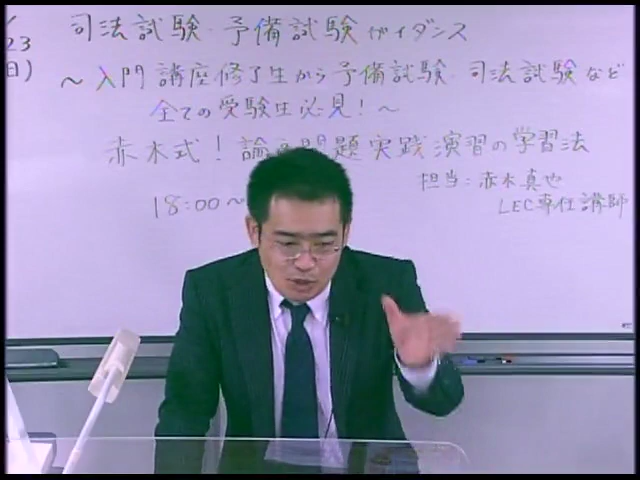 23 司法試験・予備試験ガイダンス
日) ～入門講座修了生から予備試験・司法試験など
全ての受験生必見！～
赤木式！論文問題実践演習の学習法
担当：赤木真也
18:00～ LEC専任講師